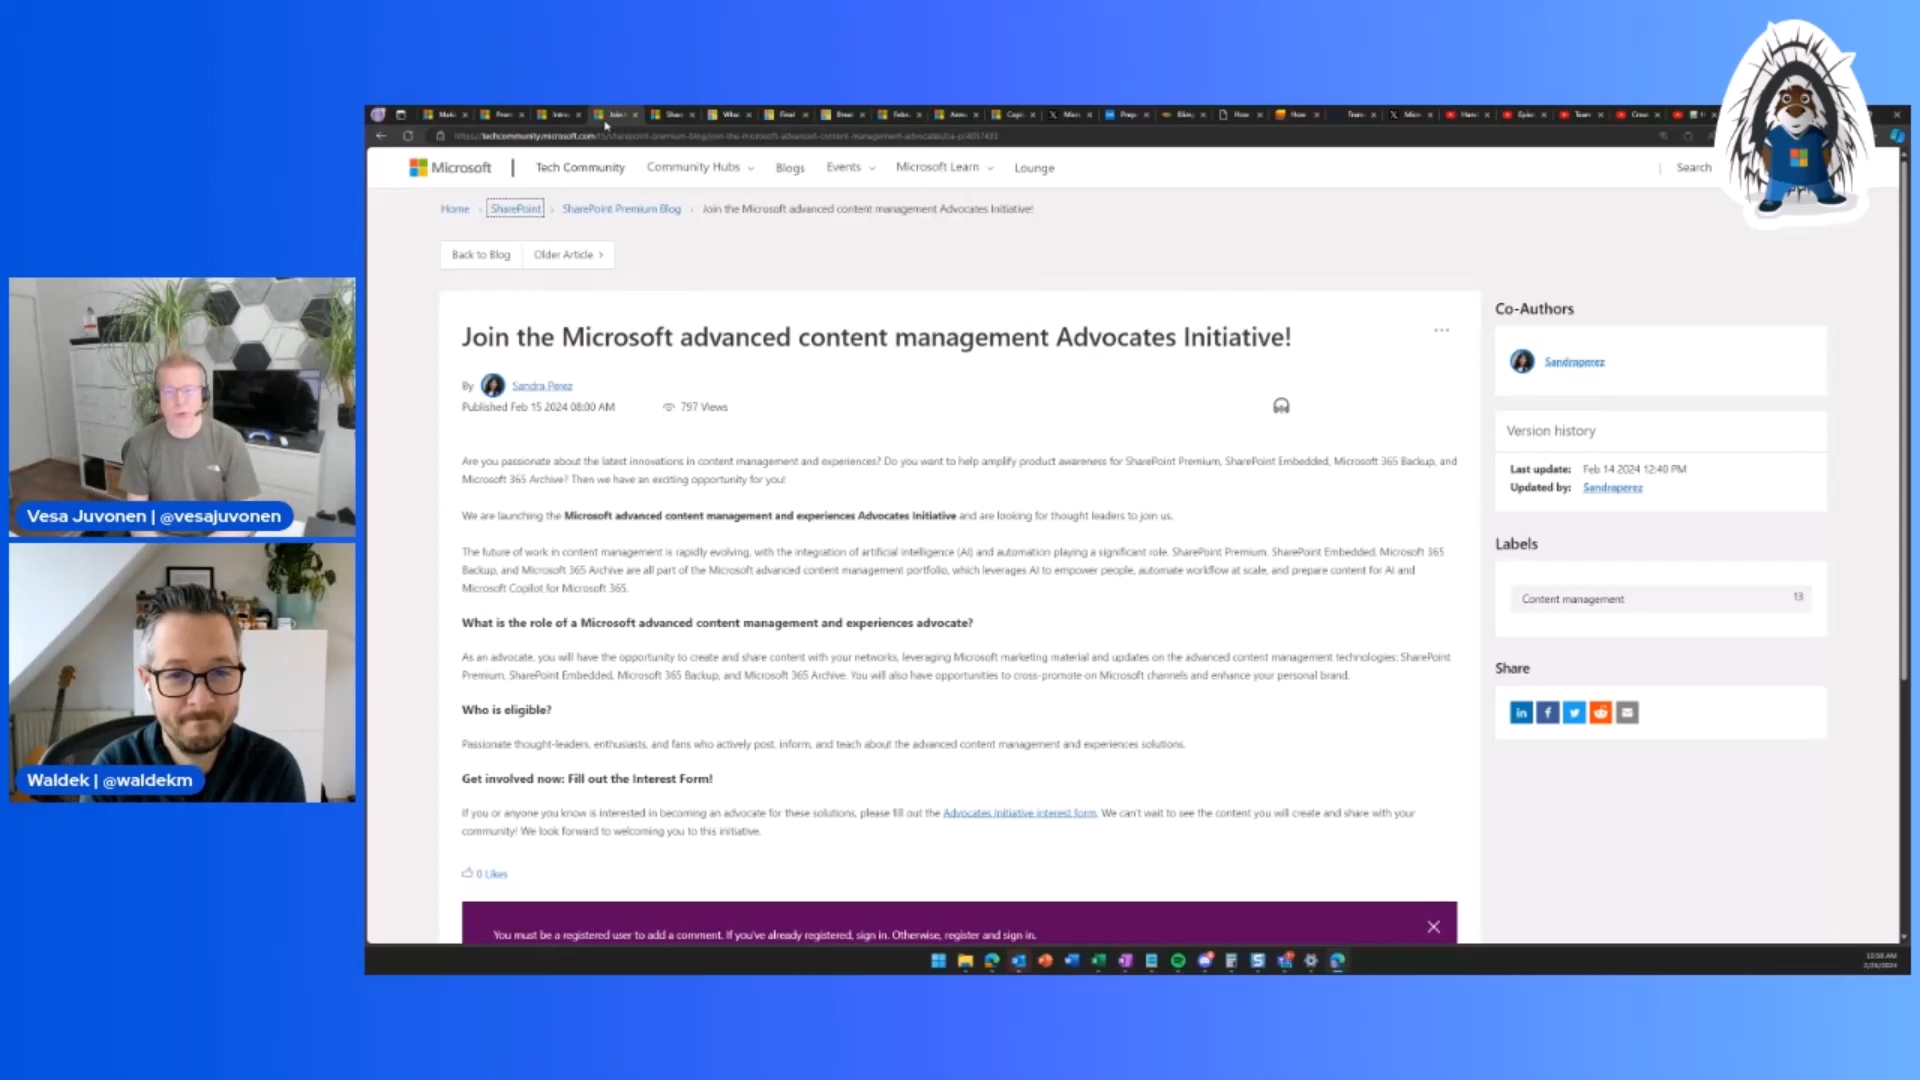 Microsoft | Tech Community Community Hubs Blogs Events Microsoft Learn Lounge Search
Home › SharePoint › SharePoint Premium Blog › Join the Microsoft advanced content management Advocates Initiative!
Back to Blog Older Article >
Join the Microsoft advanced content management Advocates Initiative!
By Sandra Perez
Published Feb 15 2024 08:00 AM 797 Views
Are you passionate about the latest innovations in content management and experiences? Do you want to help amplify product awareness for SharePoint Premium, SharePoint Embedded, Microsoft 365 Backup, and
Microsoft 365 Archive? Then we have an exciting opportunity for you!
We are launching the Microsoft advanced content management and experiences Advocates Initiative and are looking for thought leaders to join us.
The future of work in content management is rapidly evolving, with the integration of artificial intelligence (AI) and automation playing a significant role. SharePoint Premium, SharePoint Embedded, Microsoft 365
Backup, and Microsoft 365 Archive are all part of the Microsoft advanced content management portfolio, which leverages AI to empower people, automate workflow at scale, and prepare content for AI and
Microsoft Copilot for Microsoft 365.
What is the role of a Microsoft advanced content management and experiences advocate?
As an advocate, you will have the opportunity to create and share content with your networks, leveraging Microsoft marketing material and updates on the advanced content management technologies: SharePoint
Premium, SharePoint Embedded, Microsoft 365 Backup, and Microsoft 365 Archive. You will also have opportunities to cross-promote on Microsoft channels and enhance your personal brand.
Who is eligible?
Passionate thought-leaders, enthusiasts, and fans who actively post, inform, and teach about the advanced content management and experiences solutions.
Get involved now: Fill out the Interest Form!
If you or anyone you know is interested in becoming an advocate for these solutions, please fill out the Advocates Initiative interest form. We can't wait to see the content you will create and share with your
community! We look forward to welcoming you to this initiative.
0 Likes
You must be a registered user to add a comment. If you've already registered, sign in. Otherwise, register and sign in.
Co-Authors
Sandraperez
Version history
Last update: Feb 14 2024 12:40 PM
Updated by: Sandraperez
Labels
Content management 13
Share
Vesa Juvonen | @vesajuvonen
Waldek | @waldekm